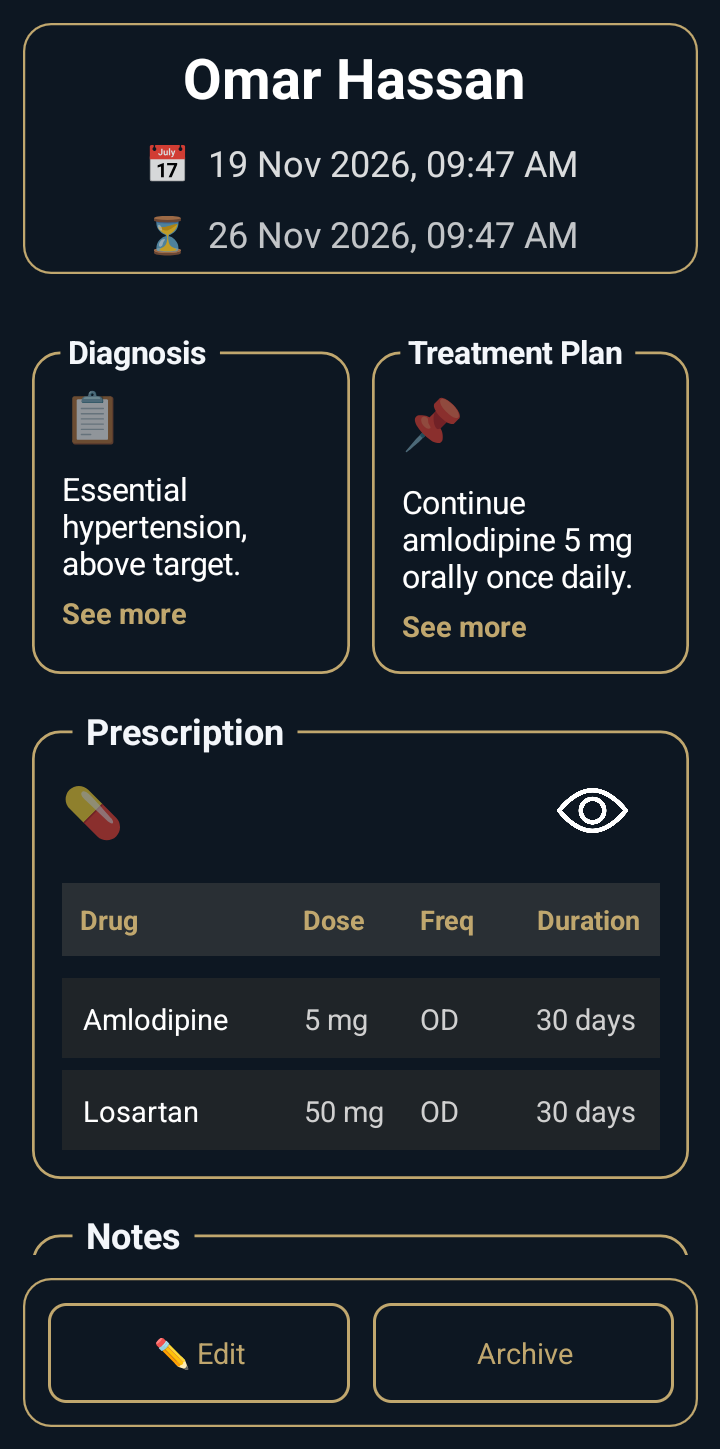 Omar Hassan
19 Nov 2026, 09:47 AM
26 Nov 2026, 09:47 AM
Diagnosis
Essential
hypertension,
above target.
See more
Treatment Plan
Continue
amlodipine 5 mg
orally once daily.
See more
Prescription
Drug Dose Freq Duration
Amlodipine 5 mg OD 30 days
Losartan 50 mg OD 30 days
Notes
✏️ Edit
Archive